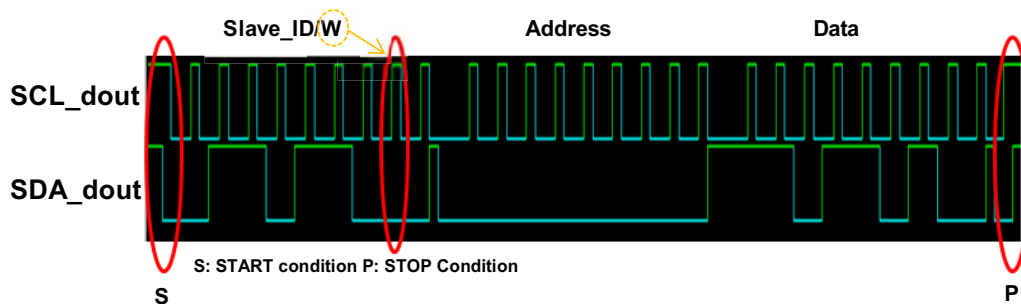 Slave_ID/W Address Data
SCL_dout
SDA_dout
S: START condition P: STOP Condition
S P